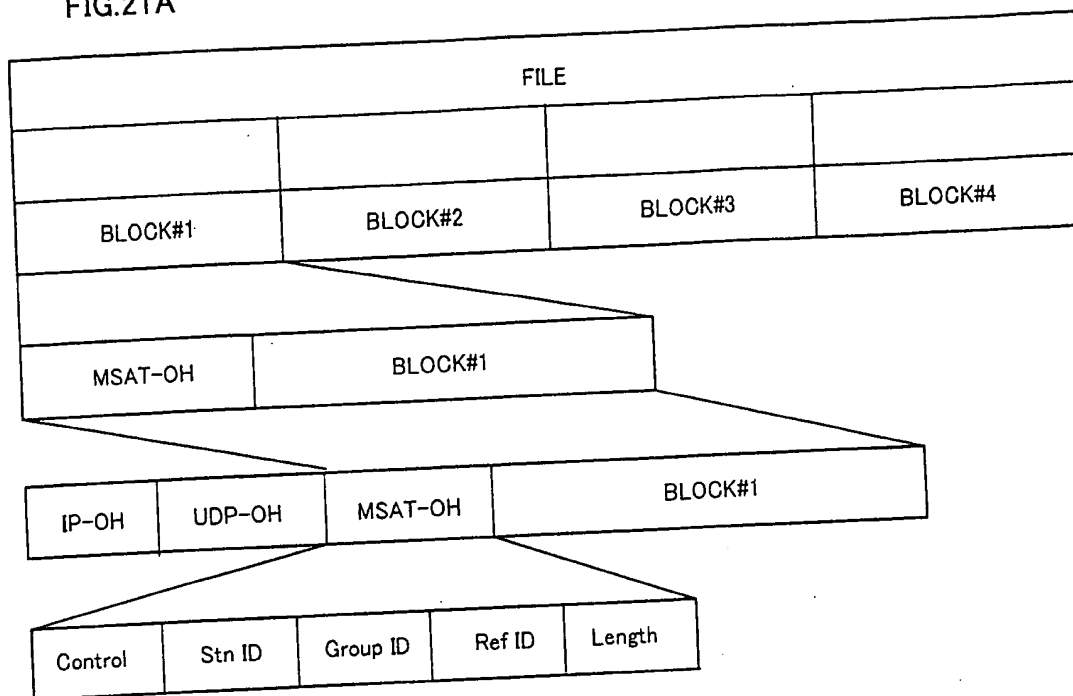 FIG.21A
FILE
BLOCK#1 BLOCK#2 BLOCK#3 BLOCK#4
MSAT-OH BLOCK#1
IP-OH UDP-OH MSAT-OH BLOCK#1
Control Stn ID Group ID Ref ID Length